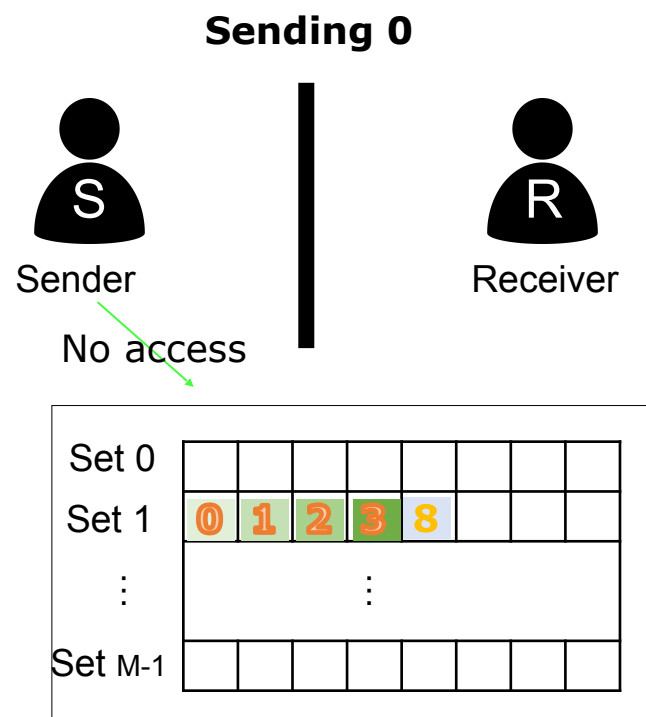 Sending 0
S R
Sender Receiver
No access
Set 0
Set 1 0 1 2 3 8
⋮ ⋮
Set M-1